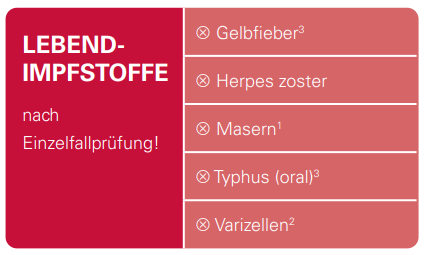 LEBEND-
IMPFSTOFFE
nach
Einzelfallprüfung!
⊗ Gelbfieber³
⊗ Herpes zoster
⊗ Masern¹
⊗ Typhus (oral)³
⊗ Varizellen²